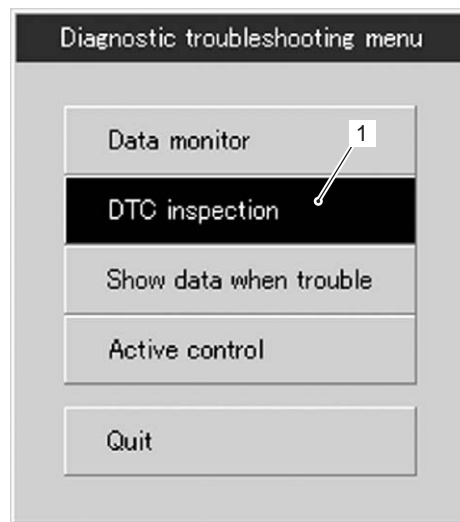 Diagnostic troubleshooting menu
Data monitor
1
DTC inspection
Show data when trouble
Active control
Quit